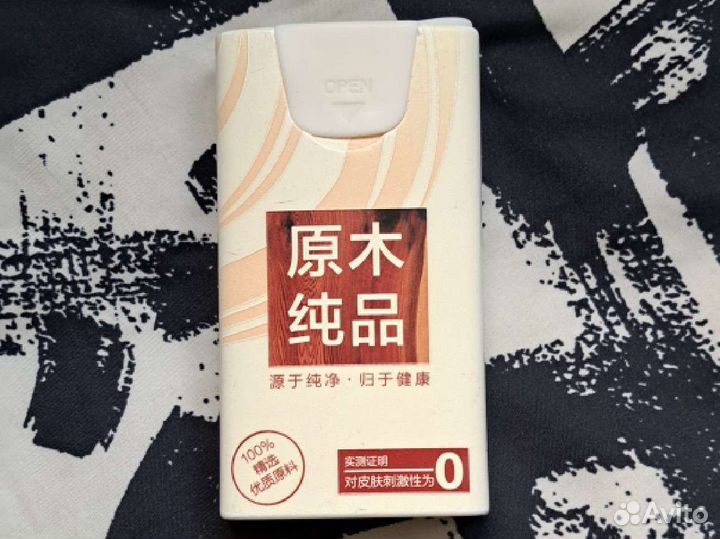 OPEN
原木
纯品
源于纯净·归于健康
100%
精选
优质原料
实测证明
对皮肤刺激性为0
Avito